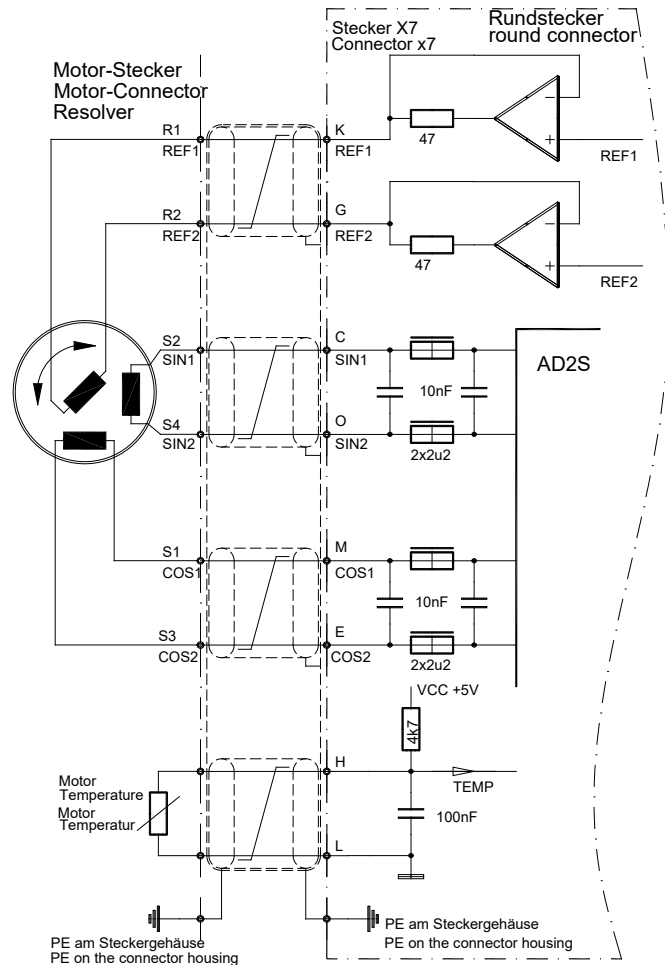 Stecker X7
Connector x7
Rundstecker
round connector
Motor-Stecker
Motor-Connector
Resolver
R1
REF1
K
REF1
47
REF1
R2
REF2
G
REF2
47
REF2
S2
SIN1
C
SIN1
AD2S
10nF
S4
SIN2
O
SIN2
2x2u2
S1
COS1
M
COS1
10nF
S3
COS2
E
COS2
2x2u2
VCC +5V
4k7
H
TEMP
Motor
Temperature
Motor
Temperatur
100nF
L
PE am Steckergehäuse
PE on the connector housing
PE am Steckergehäuse
PE on the connector housing